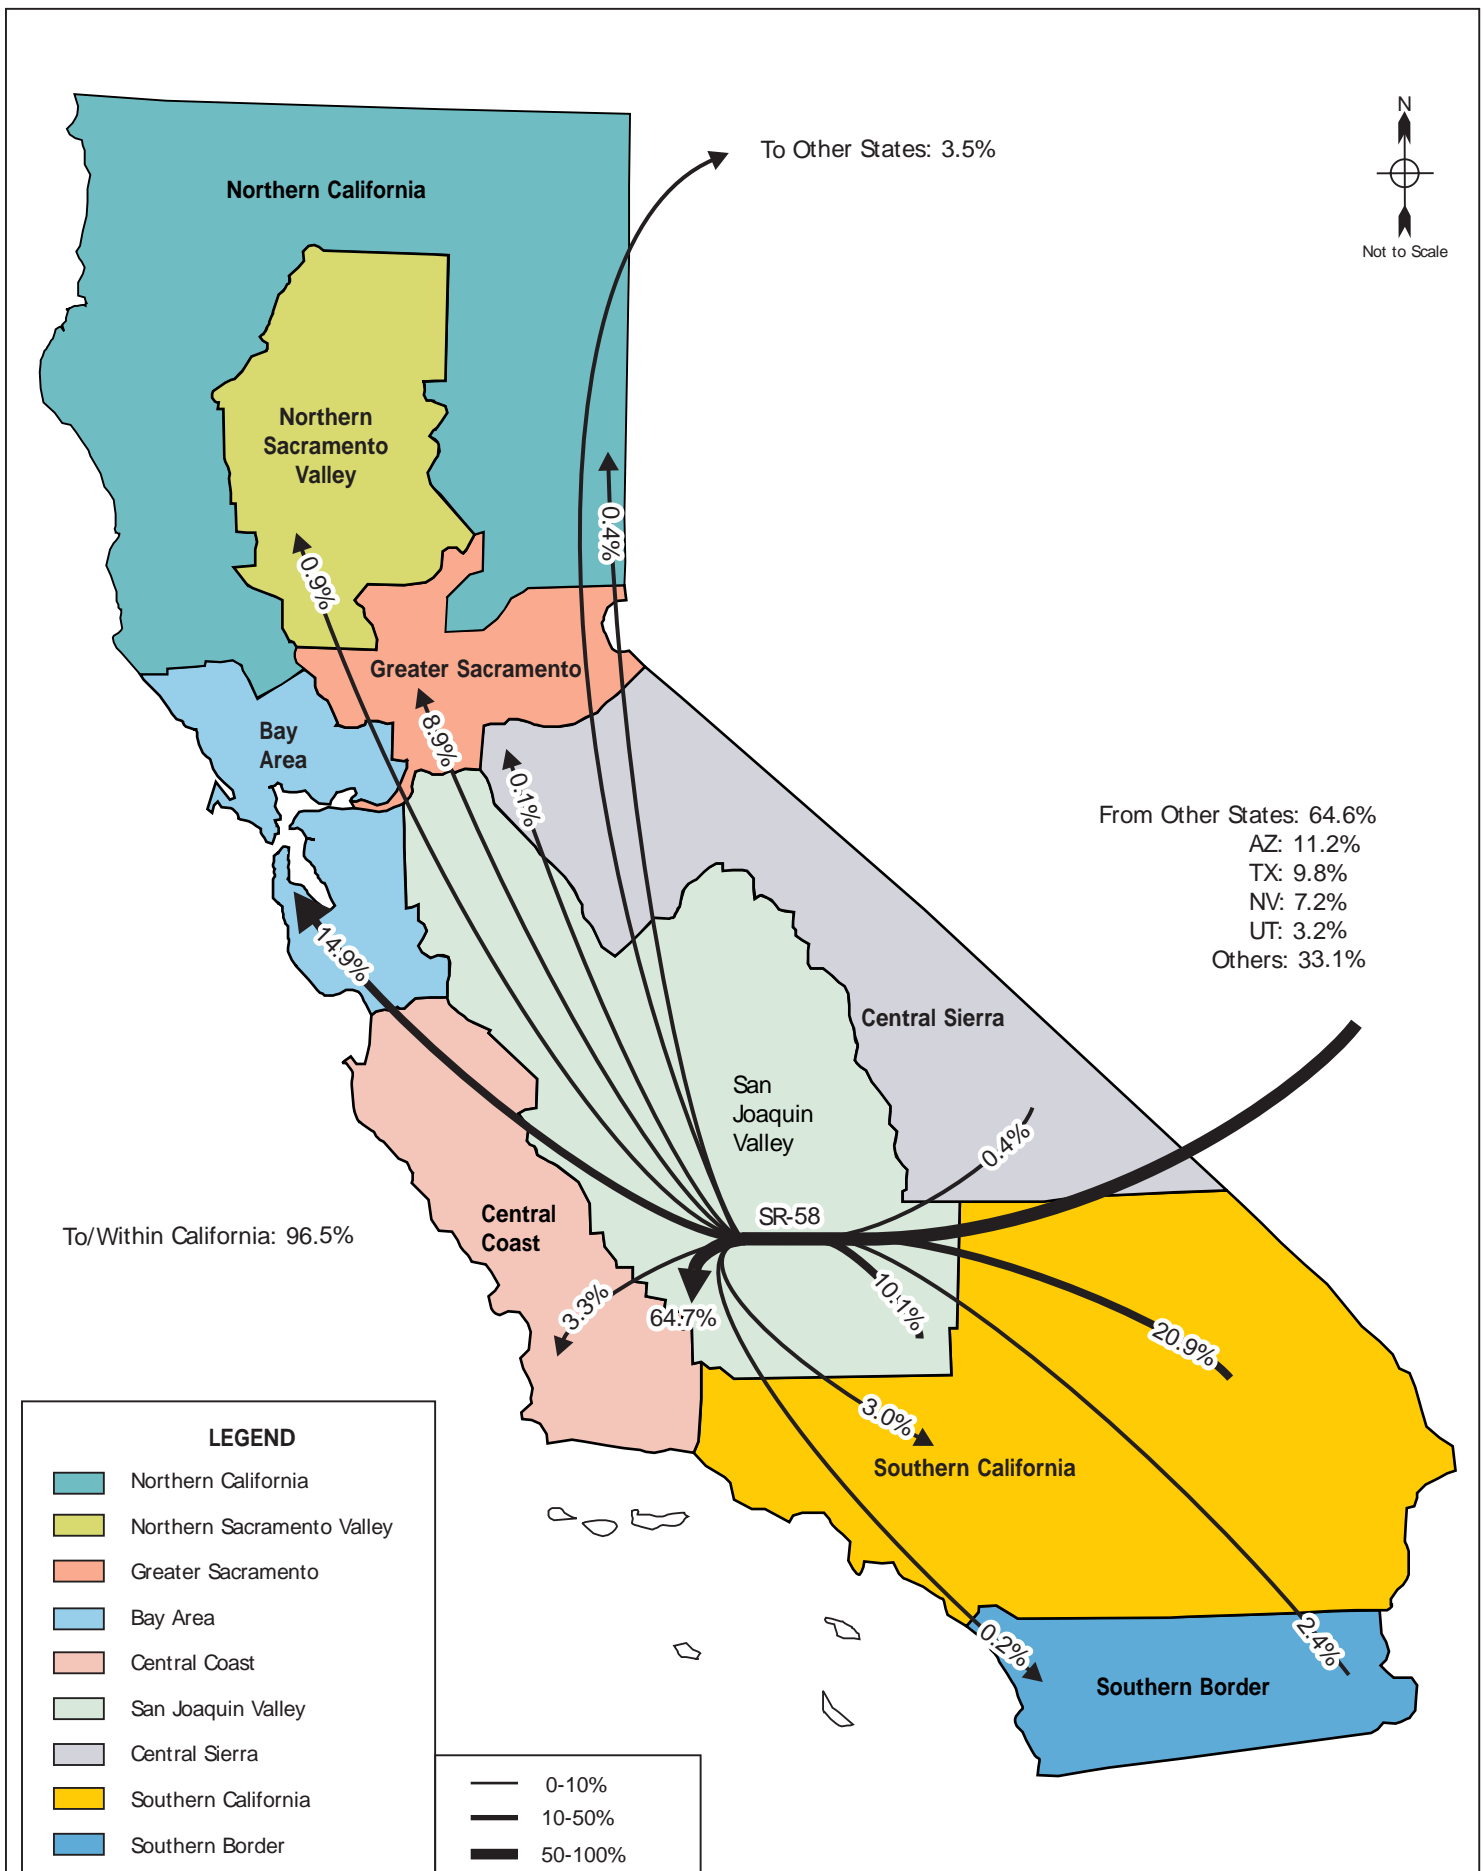 N
Not to Scale
To Other States: 3.5%
Northern California
Northern
Sacramento
Valley
0.4%
0.9%
Greater Sacramento
8.9%
Bay
Area
0.1%
From Other States: 64.6%
AZ: 11.2%
TX: 9.8%
NV: 7.2%
UT: 3.2%
Others: 33.1%
14.9%
Central Sierra
San
Joaquin
Valley
0.4%
SR-58
Central
Coast
To/Within California: 96.5%
3.3%
64.7%
10.1%
20.9%
3.0%
Southern California
0.2%
2.4%
Southern Border
LEGEND
Northern California
Northern Sacramento Valley
Greater Sacramento
Bay Area
Central Coast
San Joaquin Valley
Central Sierra
Southern California
Southern Border
0-10%
10-50%
50-100%